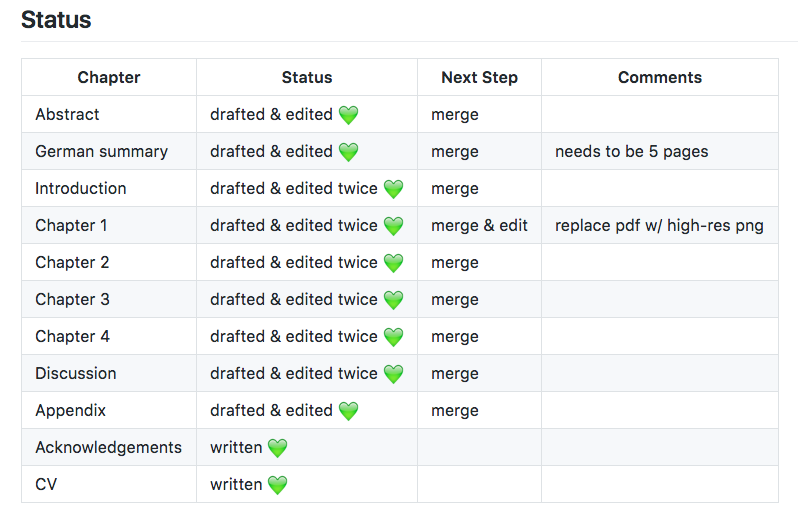 Status
Chapter Status Next Step Comments
Abstract drafted & edited 💚 merge
German summary drafted & edited 💚 merge needs to be 5 pages
Introduction drafted & edited twice 💚 merge
Chapter 1 drafted & edited twice 💚 merge & edit replace pdf w/ high-res png
Chapter 2 drafted & edited twice 💚 merge
Chapter 3 drafted & edited twice 💚 merge
Chapter 4 drafted & edited twice 💚 merge
Discussion drafted & edited twice 💚 merge
Appendix drafted & edited 💚 merge
Acknowledgements written 💚
CV written 💚